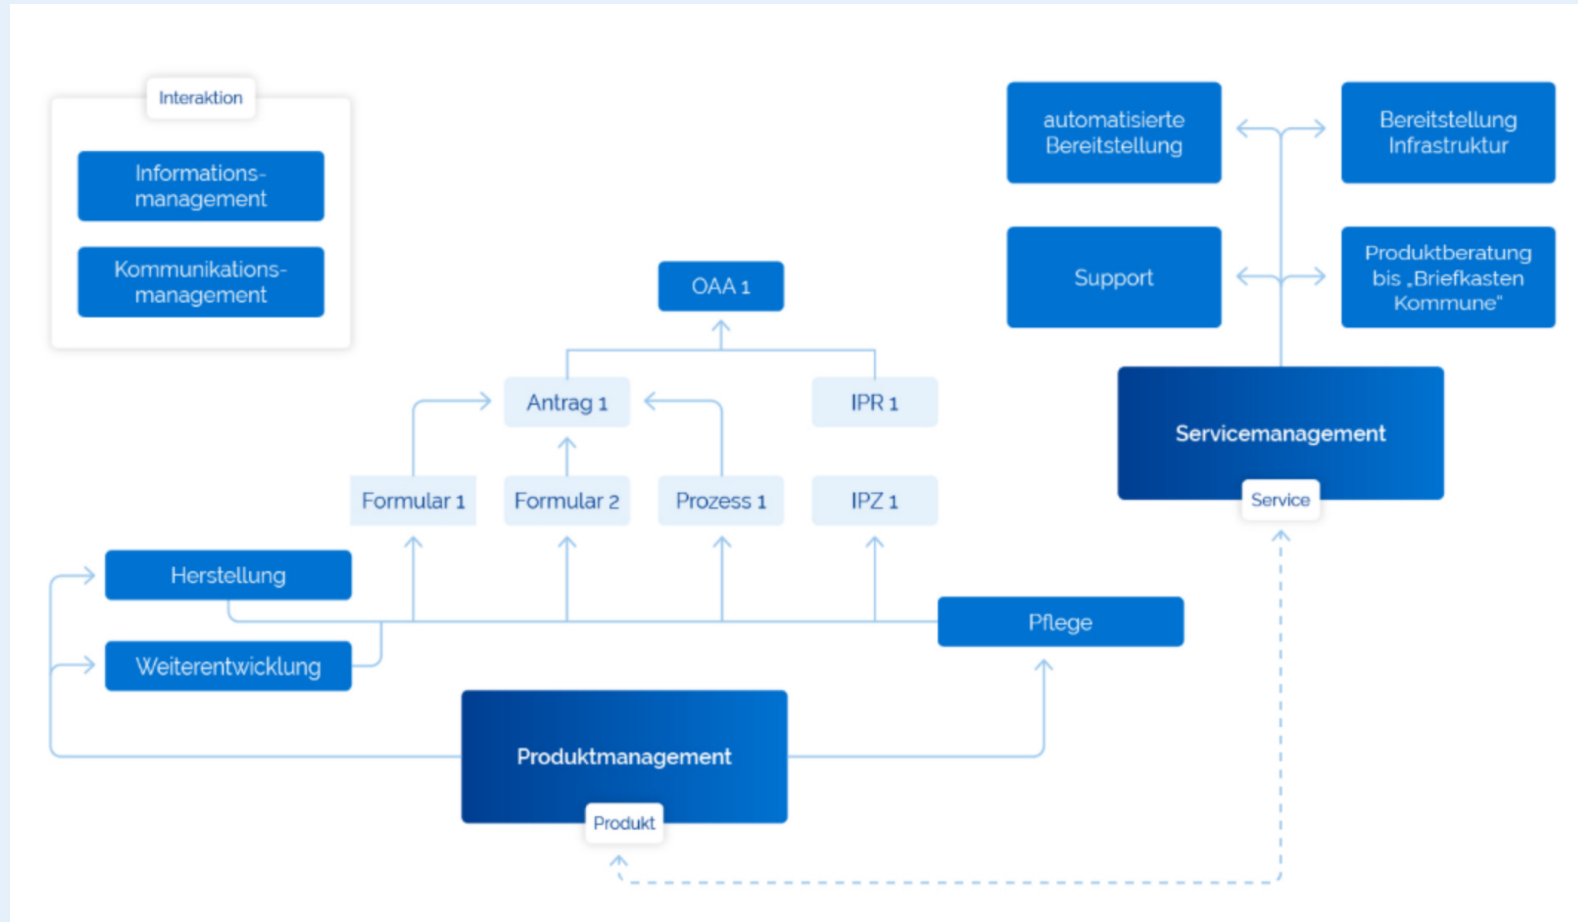 Interaktion
Informations-
management
Kommunikations-
management
automatisierte
Bereitstellung
Bereitstellung
Infrastruktur
Support
Produktberatung
bis „Briefkasten
Kommune“
OAA 1
Antrag 1
IPR 1
Servicemanagement
Service
Formular 1
Formular 2
Prozess 1
IPZ 1
Herstellung
Pflege
Weiterentwicklung
Produktmanagement
Produkt